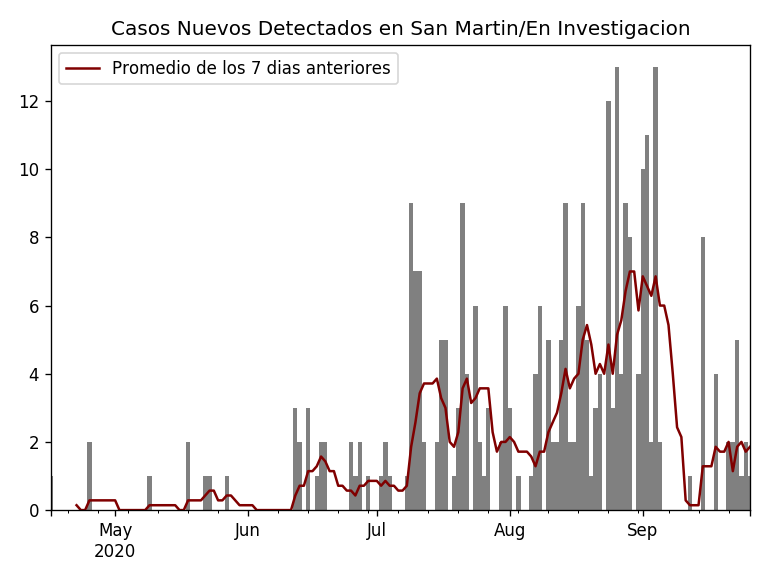 Casos Nuevos Detectados en San Martin/En Investigacion
Promedio de los 7 dias anteriores
12
10
8
6
4
2
0
May
2020
Jun
Jul
Aug
Sep